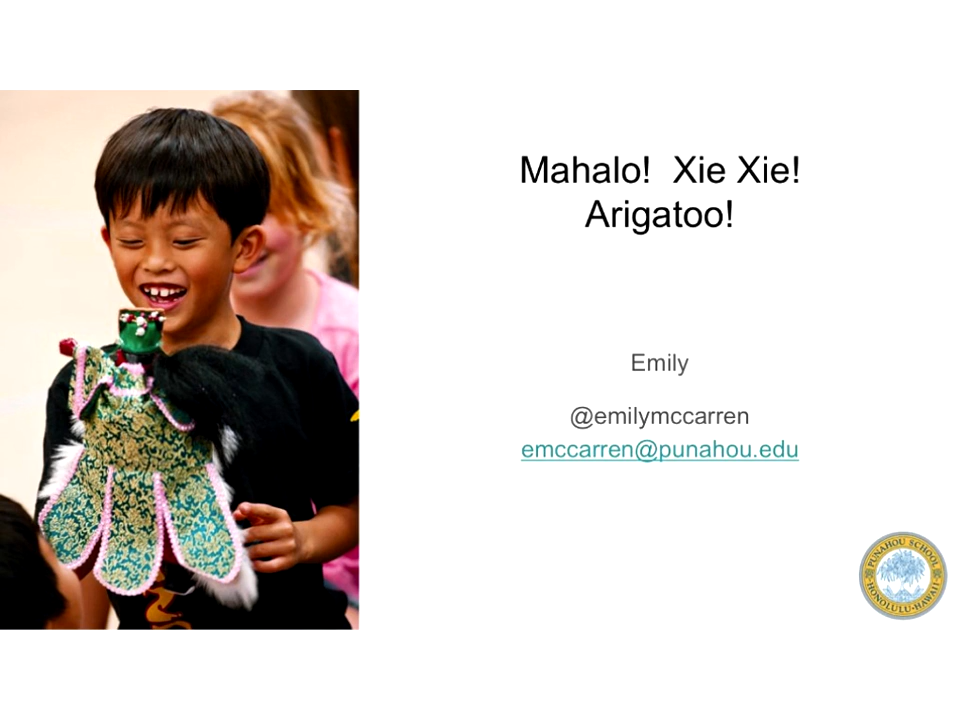 Mahalo!  Xie Xie!
Arigatoo!
Emily
@emilymccarren
emccarren@punahou.edu
PUNAHOU SCHOOL
HONOLULU-HAWAII